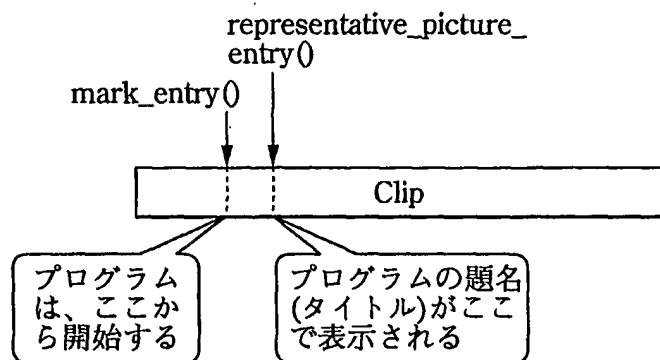 representative_picture_
entry()
mark_entry()
Clip
プログラム
は、ここか
ら開始する
プログラムの題名
(タイトル)がここ
で表示される